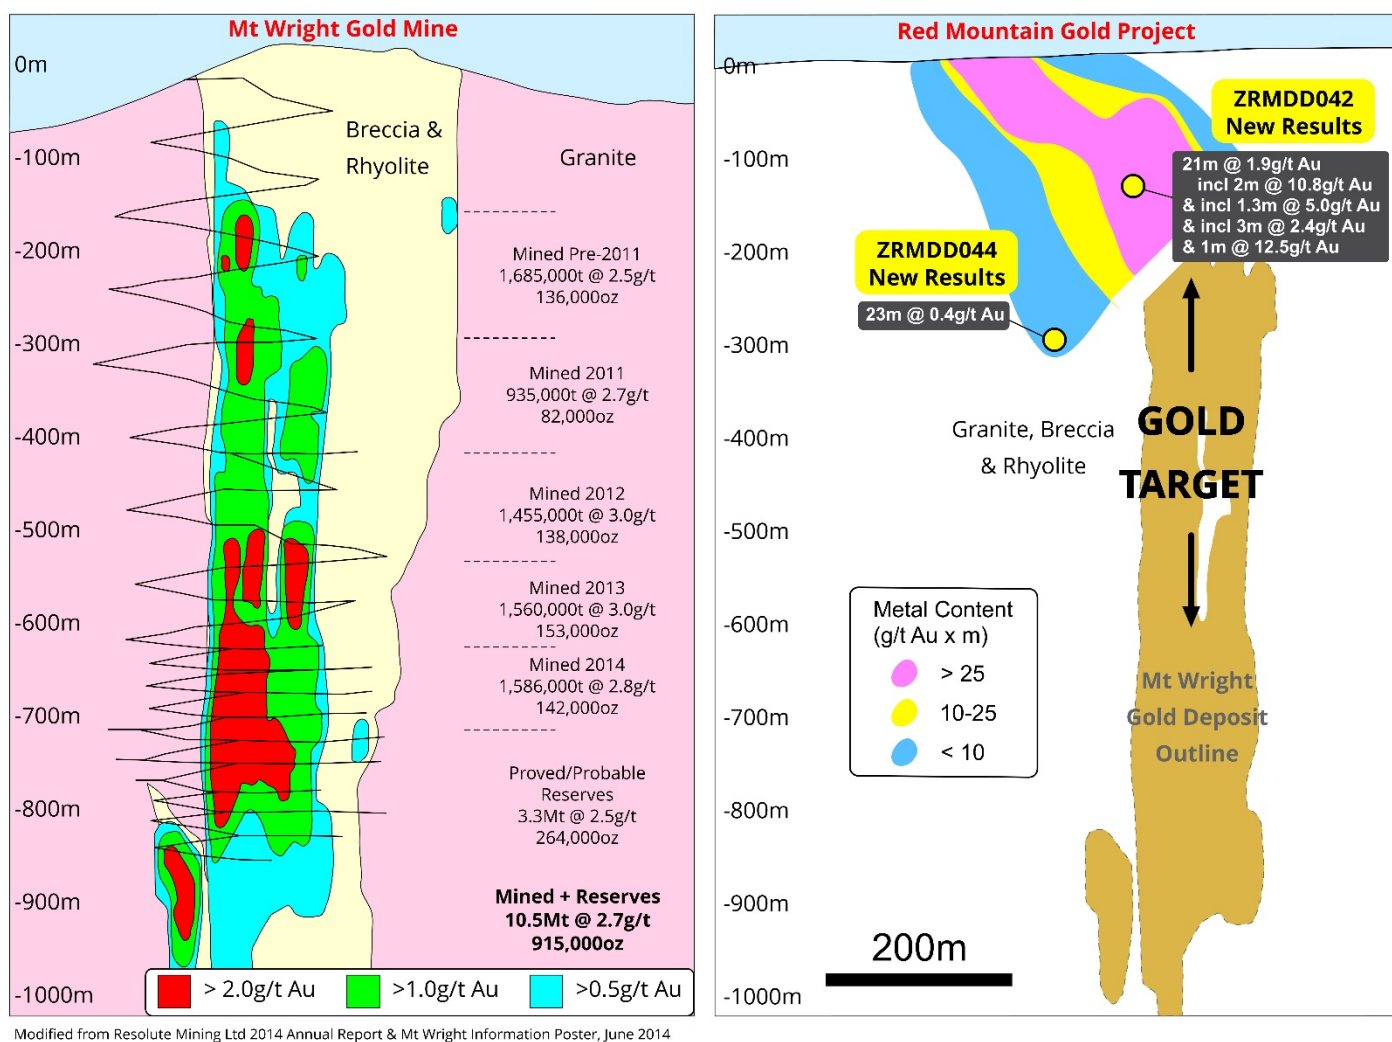 Mt Wright Gold Mine
0m
-100m
-200m
-300m
-400m
-500m
-600m
-700m
-800m
-900m
-1000m
Breccia &
Rhyolite
Granite
Mined Pre-2011
1,685,000t @ 2.5g/t
136,000oz
Mined 2011
935,000t @ 2.7g/t
82,000oz
Mined 2012
1,455,000t @ 3.0g/t
138,000oz
Mined 2013
1,560,000t @ 3.0g/t
153,000oz
Mined 2014
1,586,000t @ 2.8g/t
142,000oz
Proved/Probable
Reserves
3.3Mt @ 2.5g/t
264,000oz
Mined + Reserves
10.5Mt @ 2.7g/t
915,000oz
> 2.0g/t Au
>1.0g/t Au
>0.5g/t Au
Modified from Resolute Mining Ltd 2014 Annual Report & Mt Wright Information Poster, June 2014
Red Mountain Gold Project
0m
-100m
-200m
-300m
-400m
-500m
-600m
-700m
-800m
-900m
-1000m
ZRMDD042
New Results
21m @ 1.9g/t Au
incl 2m @ 10.8g/t Au
& incl 1.3m @ 5.0g/t Au
& incl 3m @ 2.4g/t Au
& 1m @ 12.5g/t Au
ZRMDD044
New Results
23m @ 0.4g/t Au
Granite, Breccia
& Rhyolite
GOLD
TARGET
Metal Content
(g/t Au x m)
> 25
10-25
< 10
Mt Wright
Gold Deposit
Outline
200m